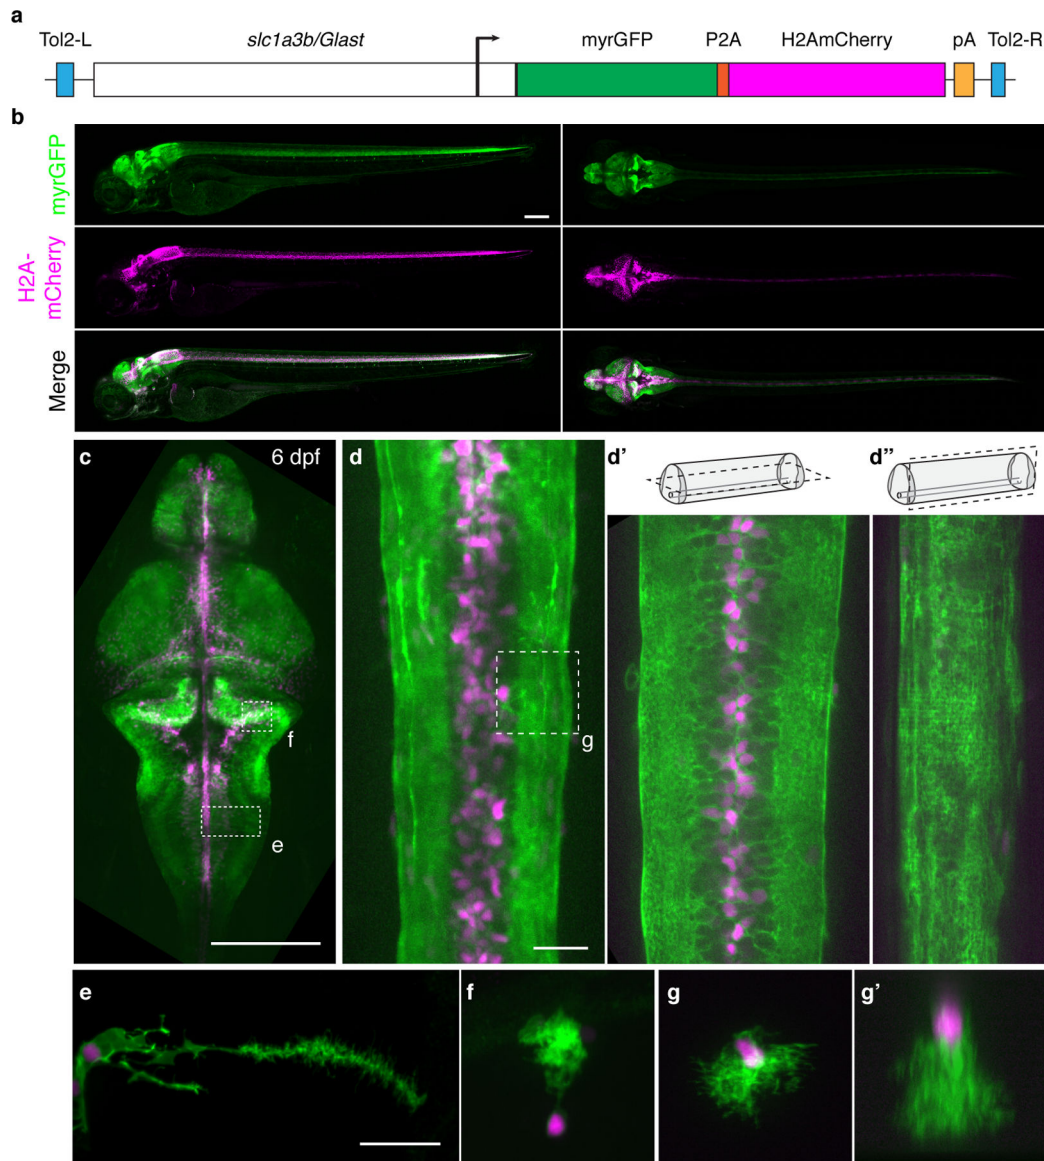 a
Tol2-L slc1a3b/Glast myrGFP P2A H2AmCherry pA Tol2-R
b
myrGFP
H2A-
mCherry
Merge
c 6 dpf d d' d"
f
g
e
e f g g'